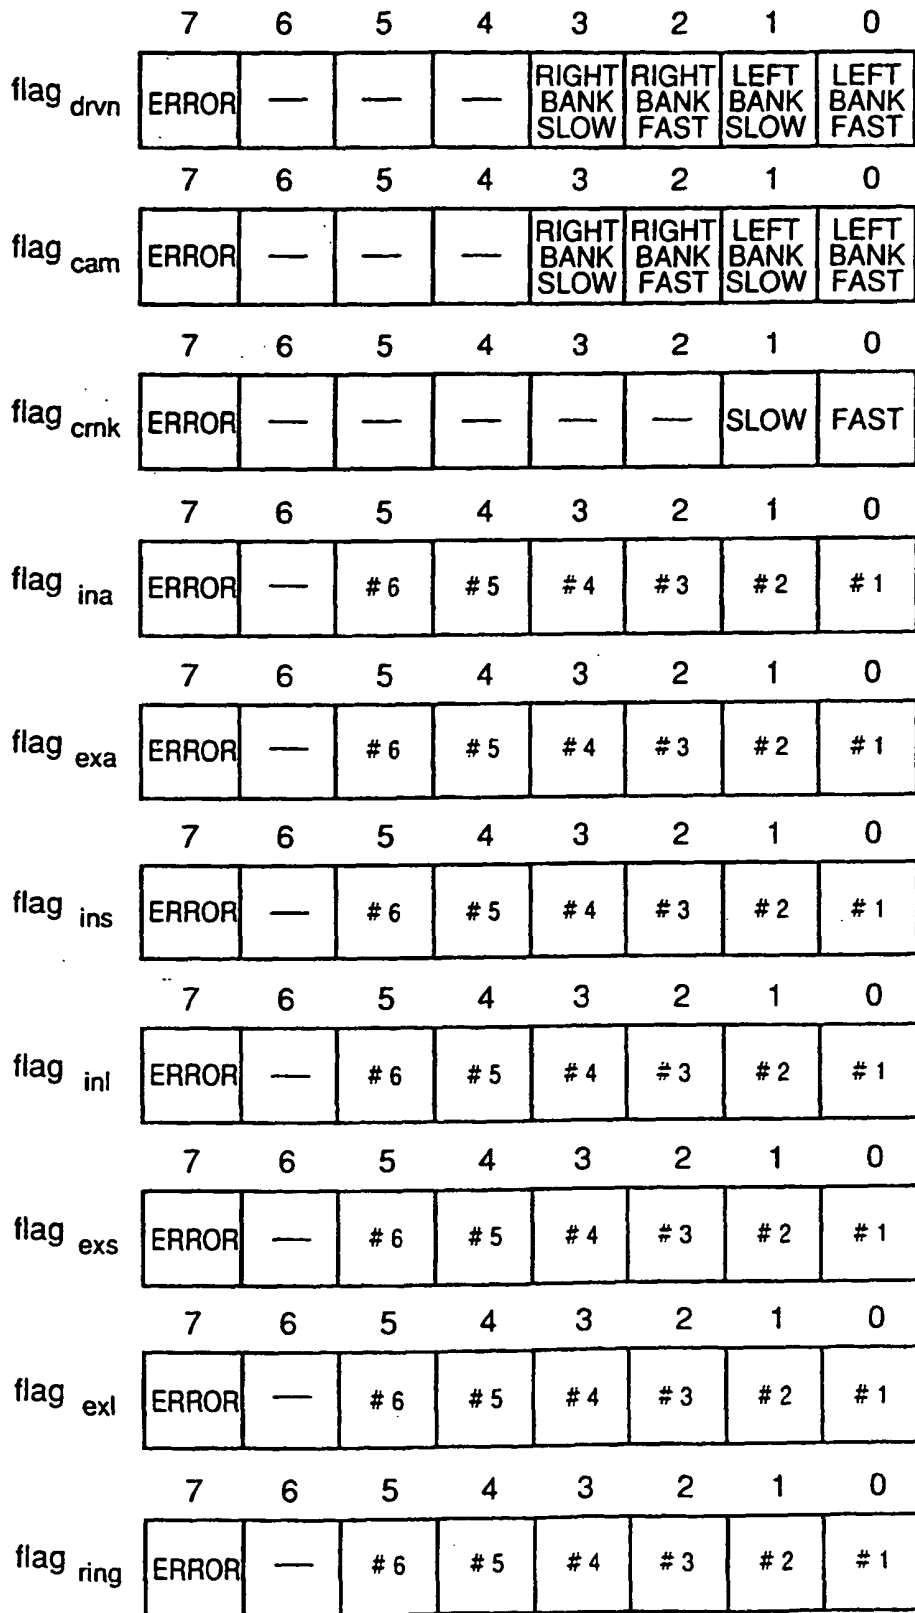 7 6 5 4 3 2 1 0
flag drvn ERROR — — — RIGHT BANK SLOW RIGHT BANK FAST LEFT BANK SLOW LEFT BANK FAST
7 6 5 4 3 2 1 0
flag cam ERROR — — — RIGHT BANK SLOW RIGHT BANK FAST LEFT BANK SLOW LEFT BANK FAST
7 6 5 4 3 2 1 0
flag crnk ERROR — — — — — SLOW FAST
7 6 5 4 3 2 1 0
flag ina ERROR — #6 #5 #4 #3 #2 #1
7 6 5 4 3 2 1 0
flag exa ERROR — #6 #5 #4 #3 #2 #1
7 6 5 4 3 2 1 0
flag ins ERROR — #6 #5 #4 #3 #2 #1
7 6 5 4 3 2 1 0
flag inl ERROR — #6 #5 #4 #3 #2 #1
7 6 5 4 3 2 1 0
flag exs ERROR — #6 #5 #4 #3 #2 #1
7 6 5 4 3 2 1 0
flag exl ERROR — #6 #5 #4 #3 #2 #1
7 6 5 4 3 2 1 0
flag ring ERROR — #6 #5 #4 #3 #2 #1